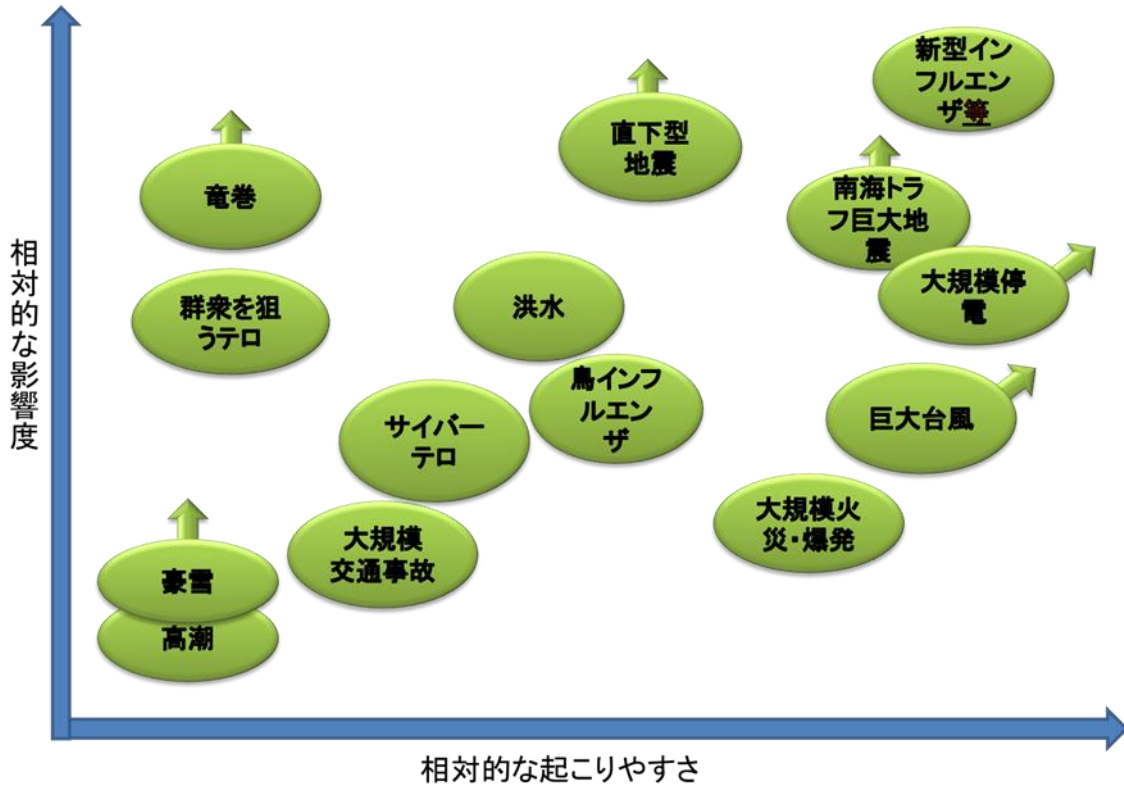 新型イン
フルエン
ザ等
直下型
地震
竜巻
南海トラ
フ巨大地
震
大規模停
電
群衆を狙
うテロ
洪水
鳥インフ
ルエン
ザ
巨大台風
サイバー
テロ
大規模火
災・爆発
大規模
交通事故
豪雪
高潮
相対的な影響度
相対的な起こりやすさ